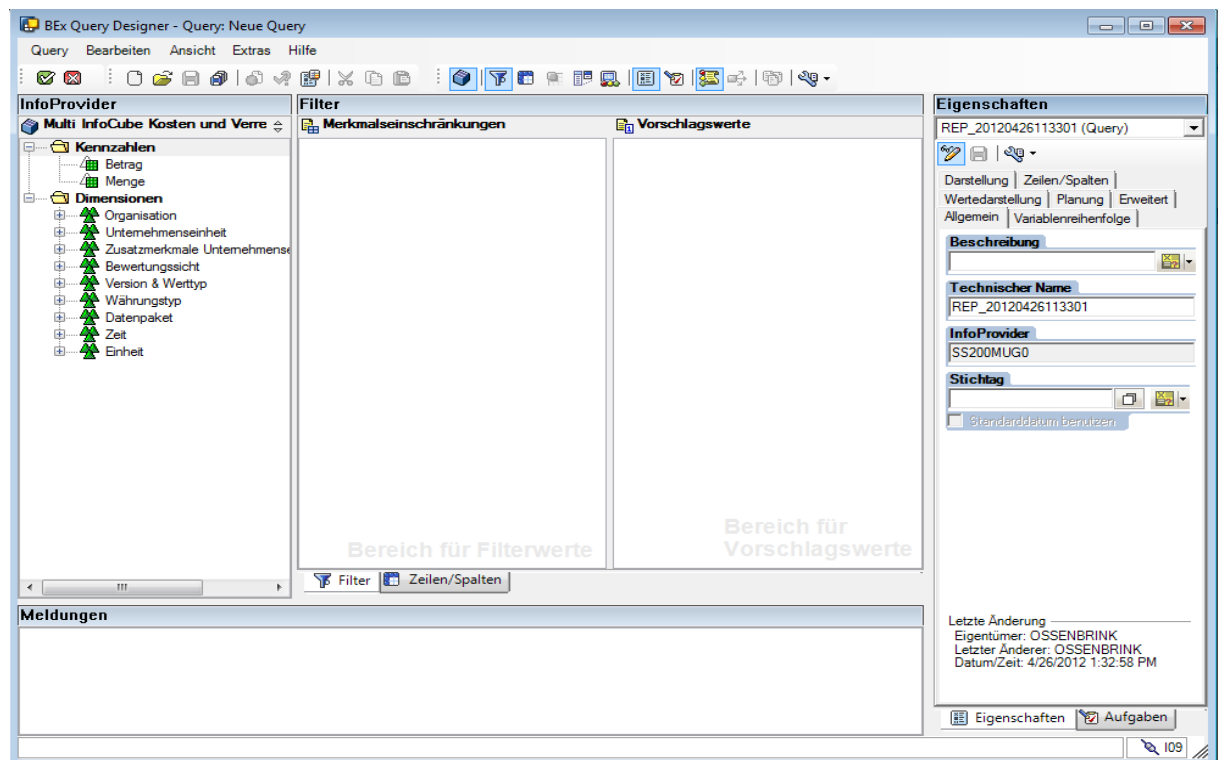 BEx Query Designer - Query: Neue Query
Query Bearbeiten Ansicht Extras Hilfe
InfoProvider
Multi InfoCube Kosten und Verre
Kennzahlen
Betrag
Menge
Dimensionen
Organisation
Unternehmenseinheit
Zusatzmerkmale Unternehmense
Bewertungssicht
Version & Werttyp
Währungstyp
Datenpaket
Zeit
Einheit
Filter
Merkmalseinschränkungen
Vorschlagswerte
Bereich für Filterwerte
Bereich für
Vorschlagswerte
Filter Zeilen/Spalten
Meldungen
Eigenschaften
REP_20120426113301 (Query)
Darstellung Zeilen/Spalten
Wertedarstellung Planung Erweitert
Allgemein Variablenreihenfolge
Beschreibung
Technischer Name
REP_20120426113301
InfoProvider
SS200MUG0
Stichtag
Standarddatum benutzen
Letzte Änderung
Eigentümer: OSSENBRINK
Letzter Änderer: OSSENBRINK
Datum/Zeit: 4/26/2012 1:32:58 PM
Eigenschaften Aufgaben
I09